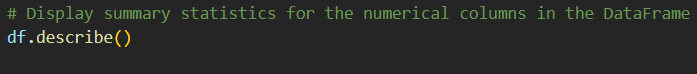 # Display summary statistics for the numerical columns in the DataFrame
df.describe()